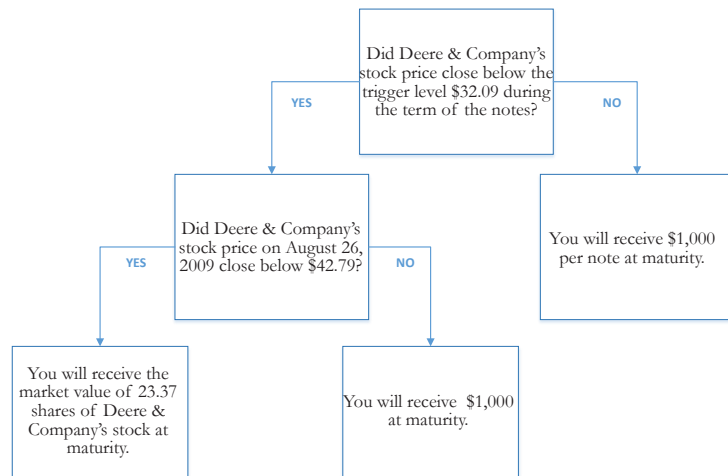 Did Deere & Company's
stock price close below the
trigger level $32.09 during
the term of the notes?
YES
NO
Did Deere & Company's
stock price on August 26,
2009 close below $42.79?
You will receive $1,000
per note at maturity.
YES
NO
You will receive the
market value of 23.37
shares of Deere &
Company's stock at
maturity.
You will receive $1,000
at maturity.